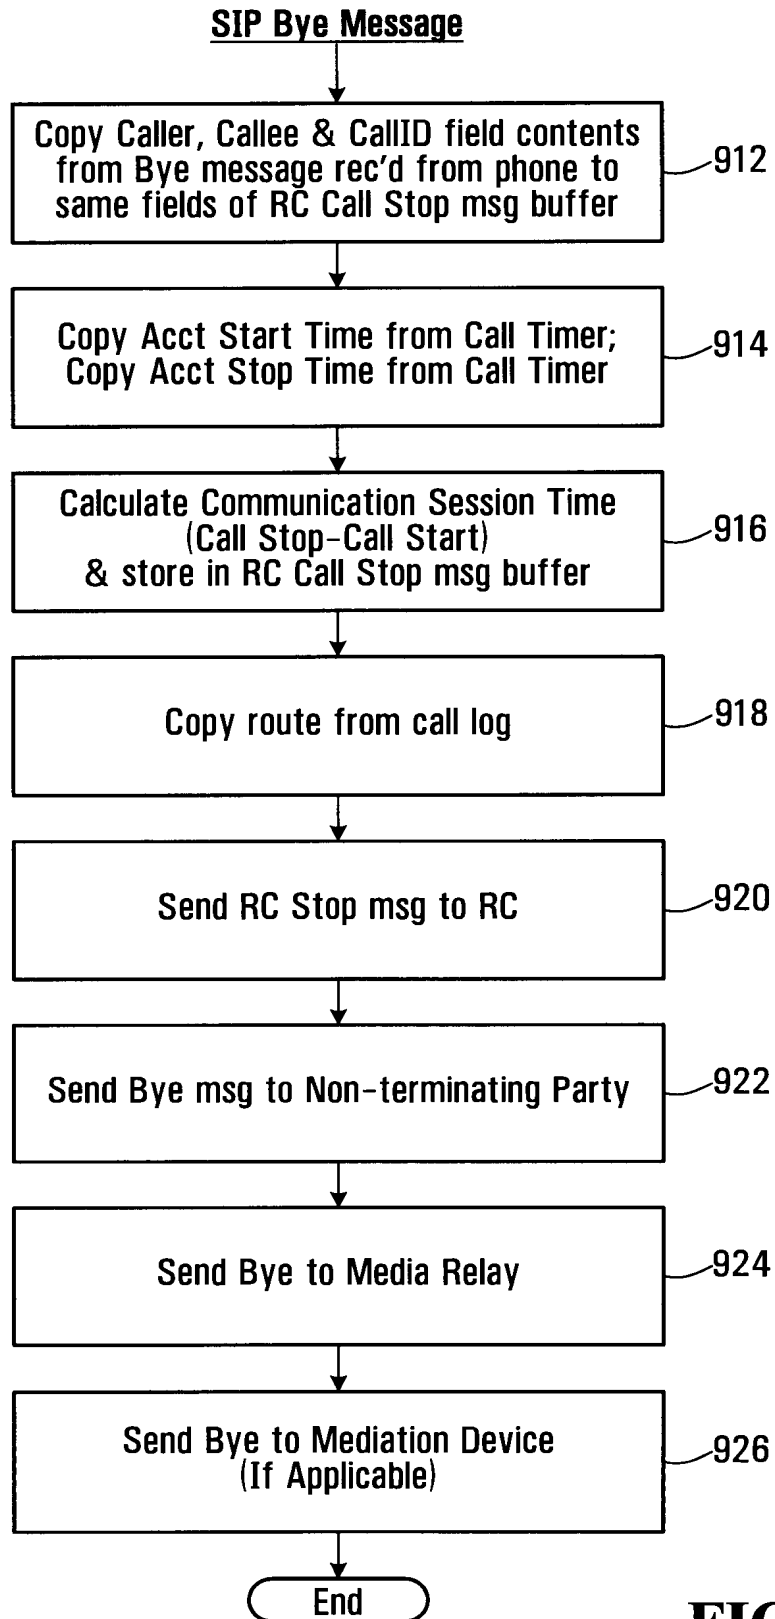 SIP Bye Message
Copy Caller, Callee & CallID field contents
from Bye message rec'd from phone to
same fields of RC Call Stop msg buffer
912
Copy Acct Start Time from Call Timer;
Copy Acct Stop Time from Call Timer
914
Calculate Communication Session Time
(Call Stop-Call Start)
& store in RC Call Stop msg buffer
916
Copy route from call log
918
Send RC Stop msg to RC
920
Send Bye msg to Non-terminating Party
922
Send Bye to Media Relay
924
Send Bye to Mediation Device
(If Applicable)
926
End